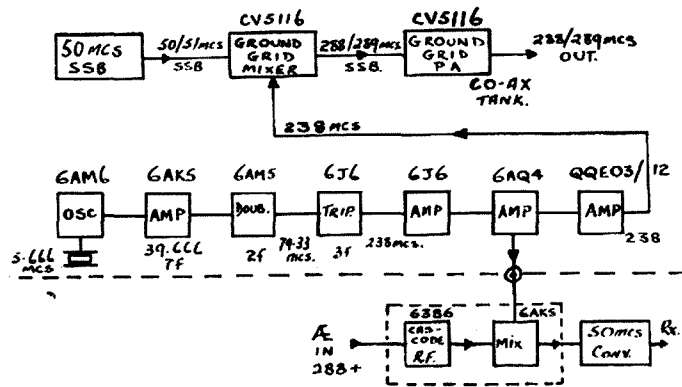 CV5116
CV5116
50 MCS
SSB
50/51 MCS
SSB
GROUND
GRID
MIXER
288/289 MCS
SSB.
GROUND
GRID
PA
288/289 MCS
OUT.
CO-AX
TANK.
238 MCS
6AM6
6AK5
6AM5
6J6
6J6
6AQ4
QQE03/12
OSC
AMP
DOUB.
TRIP.
AMP
AMP
AMP
5.666
MCS
39.666
7f
2f
79.33
MCS.
3f
238 MCS.
238
6386
6AK5
Æ
IN
288+
CAS-
CODE
RF.
MIX
50 MCS
CONV.
Rx.